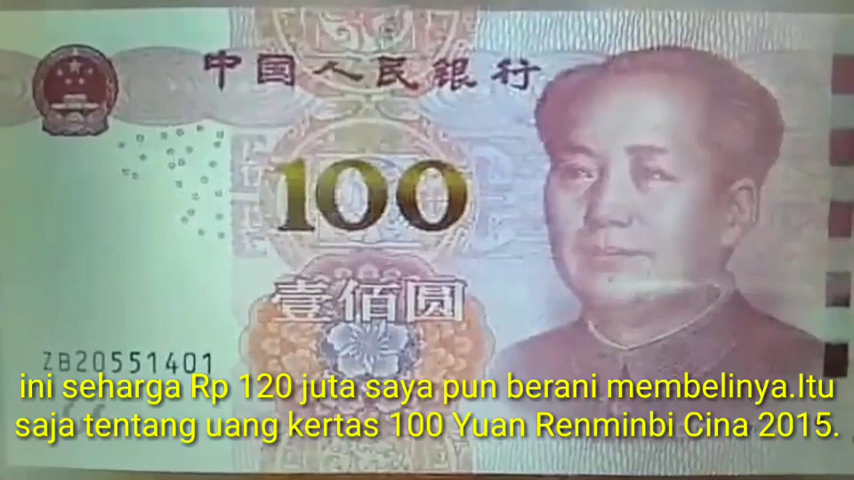 中国人民银行
100
壹佰圆
ZB20551401
ini seharga Rp 120 juta saya pun berani membelinya.Itu
saja tentang uang kertas 100 Yuan Renminbi Cina 2015.